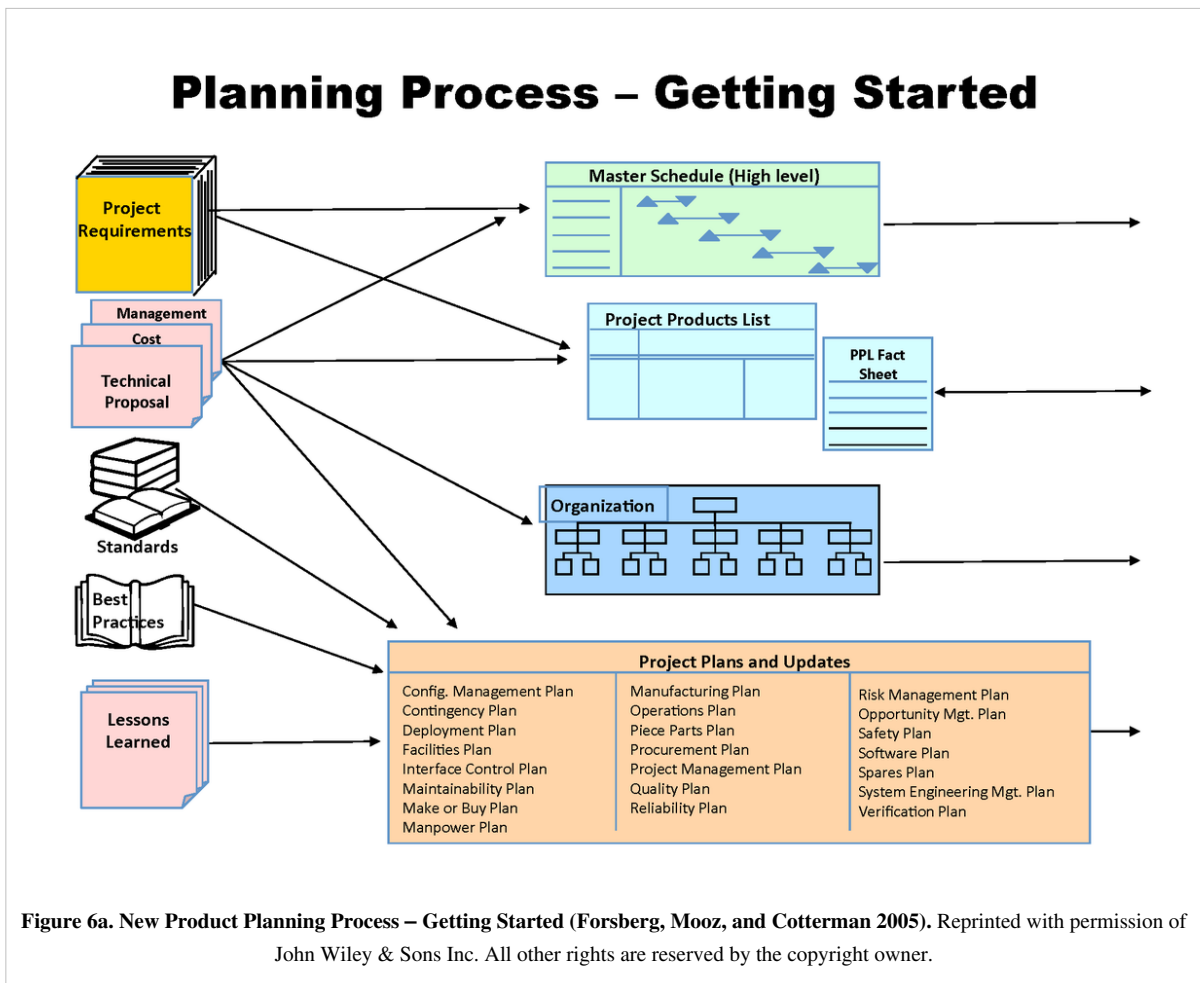 Planning Process – Getting Started
Project
Requirements
Management
Cost
Technical
Proposal
Standards
Best
Practices
Lessons
Learned
Master Schedule (High level)
Project Products List
PPL Fact
Sheet
Organization
Project Plans and Updates
Config. Management Plan
Contingency Plan
Deployment Plan
Facilities Plan
Interface Control Plan
Maintainability Plan
Make or Buy Plan
Manpower Plan
Manufacturing Plan
Operations Plan
Piece Parts Plan
Procurement Plan
Project Management Plan
Quality Plan
Reliability Plan
Risk Management Plan
Opportunity Mgt. Plan
Safety Plan
Software Plan
Spares Plan
System Engineering Mgt. Plan
Verification Plan
Figure 6a. New Product Planning Process – Getting Started (Forsberg, Mooz, and Cotterman 2005). Reprinted with permission of
John Wiley & Sons Inc. All other rights are reserved by the copyright owner.